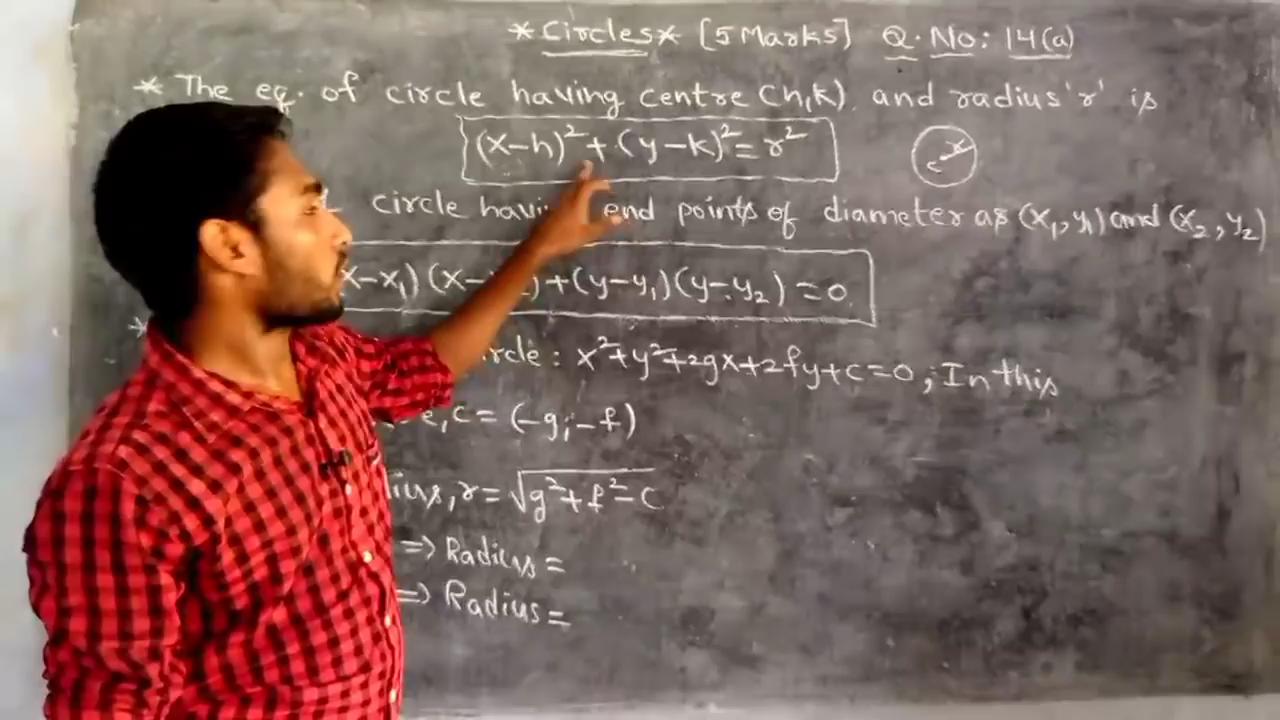 *Circles* [5 Marks] Q. No: 14(a)
* The eq. of circle having centre C(h,k) and radius 'r' is
(x-h)² + (y-k)² = r²
c r
circle having end points of diameter as (x₁, y₁) and (x₂, y₂)
x-x₁) (x- ) + (y-y₁) (y-y₂) = 0.
* rcle: x²+y²+2gx+2fy+c=0; In this
e, c = (-g, -f)
ius, r = √g²+f²-c
=> Radius =
=> Radius =